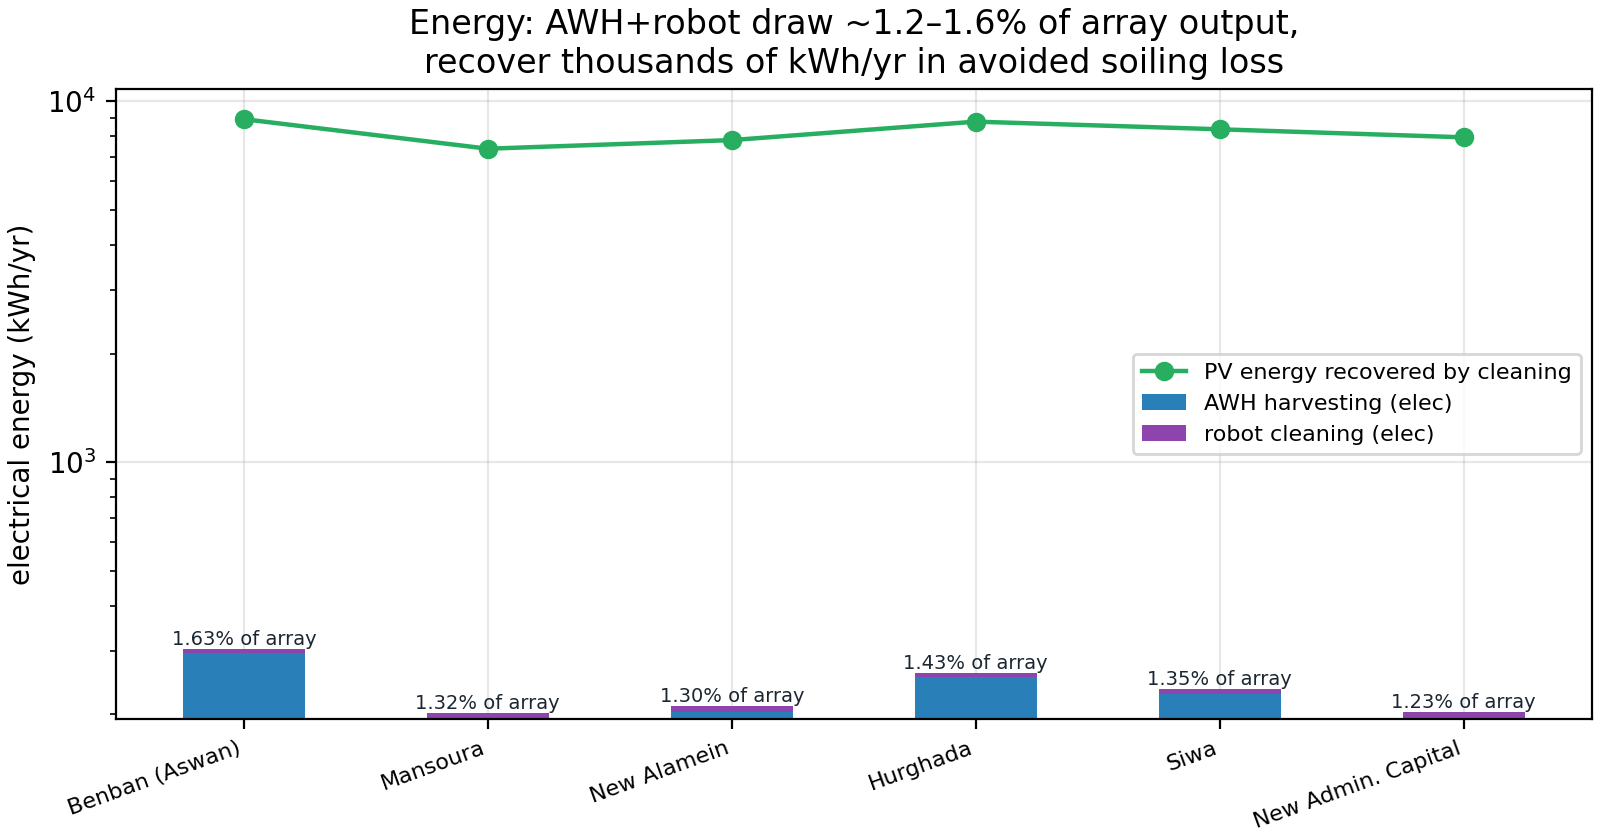 Energy: AWH+robot draw ~1.2–1.6% of array output,
recover thousands of kWh/yr in avoided soiling loss
electrical energy (kWh/yr)
10⁴
10³
PV energy recovered by cleaning
AWH harvesting (elec)
robot cleaning (elec)
1.63% of array
1.32% of array
1.30% of array
1.43% of array
1.35% of array
1.23% of array
Benban (Aswan)
Mansoura
New Alamein
Hurghada
Siwa
New Admin. Capital